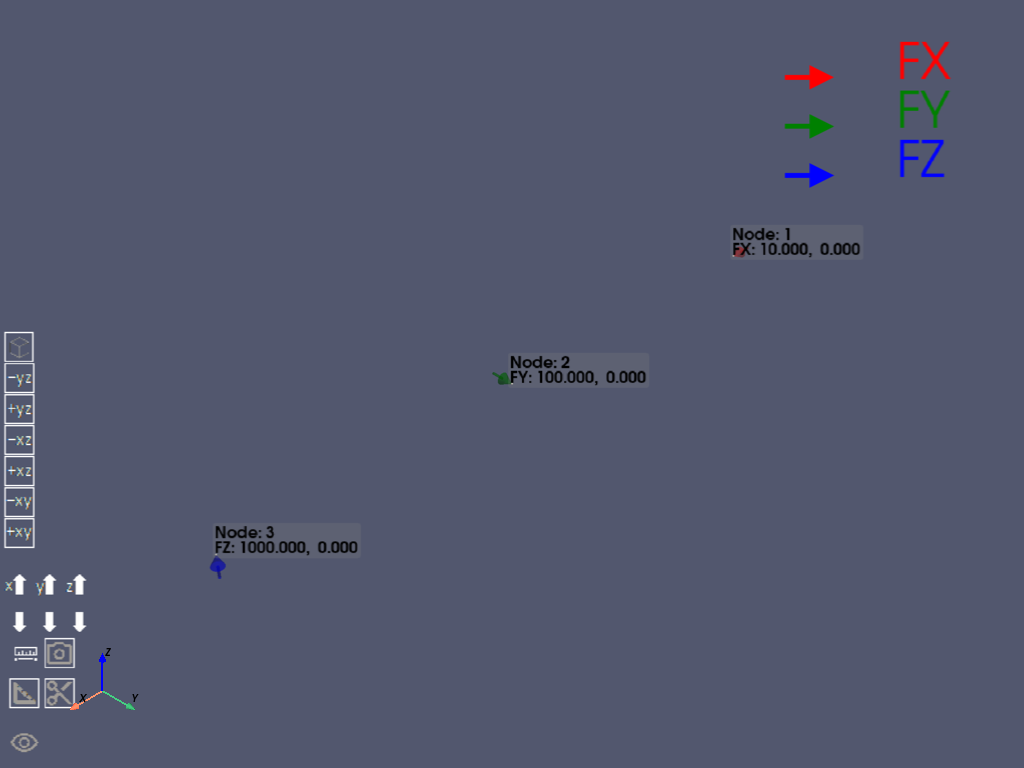 FX
FY
FZ
Node: 1
FX: 10.000, 0.000
Node: 2
FY: 100.000, 0.000
Node: 3
FZ: 1000.000, 0.000
-yz
+yz
-xz
+xz
-xy
+xy
x y z
Z
X Y